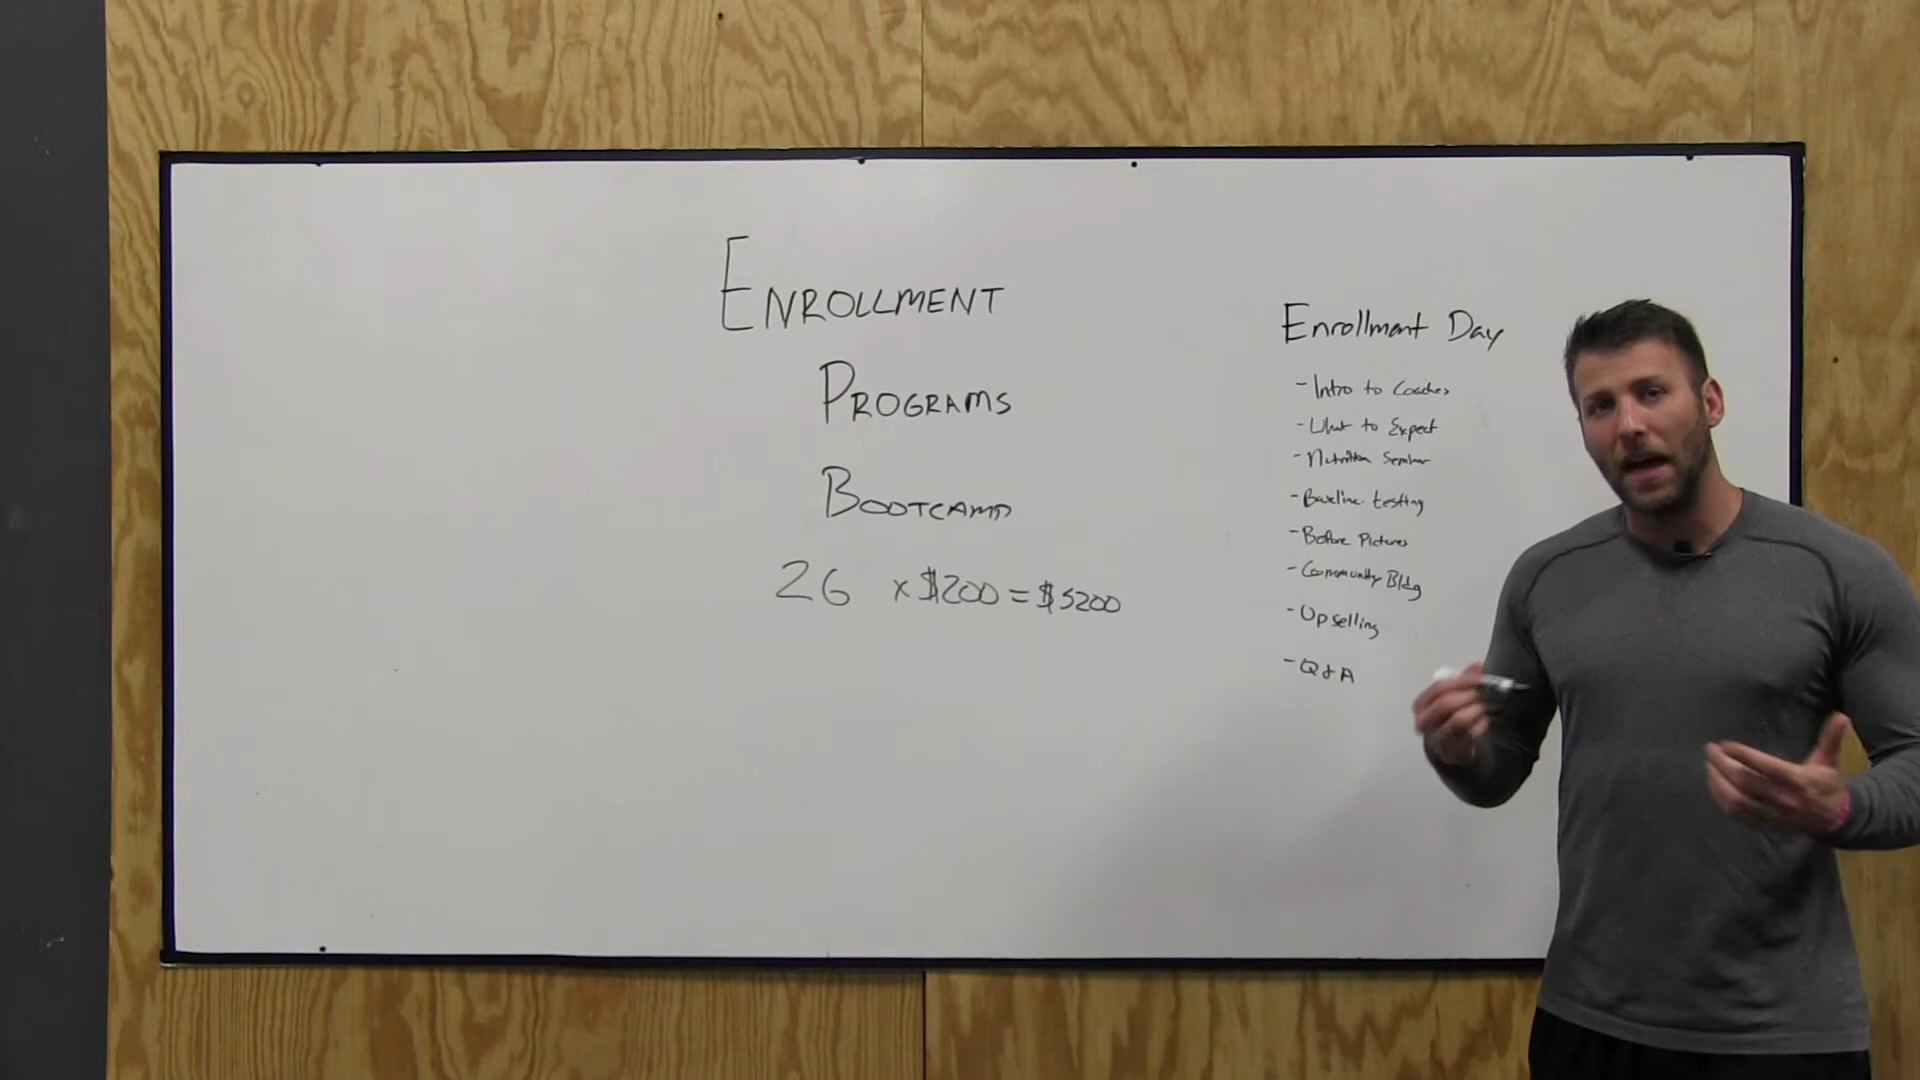 ENROLLMENT
PROGRAMS
BOOTCAMP
26 x $200 = $5200
Enrollment Day
- Intro to Coaches
- What to Expect
- Nutrition Seminar
- Baseline testing
- Before Pictures
- Community Bldg
- Upselling
- Q & A